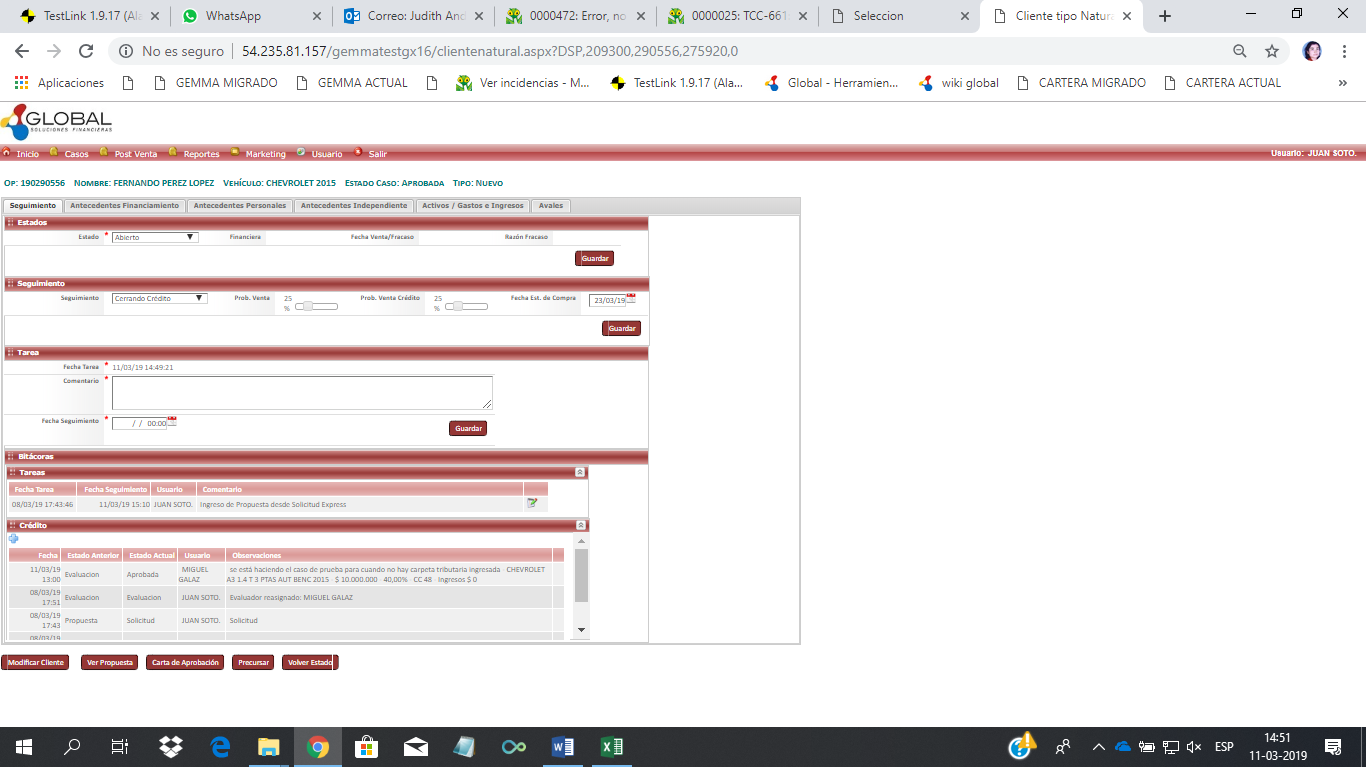 TestLink 1.9.17 (Ala
WhatsApp
Correo: Judith And
0000472: Error, no
0000025: TCC-661
Seleccion
Cliente tipo Natura
No es seguro | 54.235.81.157/gemmatestgx16/clientenatural.aspx?DSP,209300,290556,275920,0
Aplicaciones
GEMMA MIGRADO
GEMMA ACTUAL
Ver incidencias - M...
TestLink 1.9.17 (Ala...
Global - Herramien...
wiki global
CARTERA MIGRADO
CARTERA ACTUAL
»
GLOBAL
SOLUCIONES FINANCIERAS
Inicio Casos Post Venta Reportes Marketing Usuario Salir Usuario: JUAN SOTO.
Op: 190290556 Nombre: FERNANDO PEREZ LOPEZ Vehículo: CHEVROLET 2015 Estado Caso: Aprobada Tipo: Nuevo
Seguimiento Antecedentes Financiamiento Antecedentes Personales Antecedentes Independiente Activos / Gastos e Ingresos Avales
Estados
Estado * Abierto Financiera Fecha Venta/Fracaso Razón Fracaso
Guardar
Seguimiento
Seguimiento Cerrando Crédito Prob. Venta 25 % Prob. Venta Crédito 25 % Fecha Est. de Compra 23/03/19
Guardar
Tarea
Fecha Tarea * 11/03/19 14:49:21
Comentario *
Fecha Seguimiento * / / 00:00
Guardar
Bitácoras
Tareas
Fecha Tarea Fecha Seguimiento Usuario Comentario
08/03/19 17:43:46 11/03/19 15:10 JUAN SOTO. Ingreso de Propuesta desde Solicitud Express
Crédito
Fecha Estado Anterior Estado Actual Usuario Observaciones
11/03/19 13:00 Evaluacion Aprobada MIGUEL GALAZ · se está haciendo el caso de prueba para cuando no hay carpeta tributaria ingresada · CHEVROLET
A3 1.4 T 3 PTAS AUT BENC 2015 · $ 10.000.000 · 40,00% · CC 48 · Ingresos $ 0
08/03/19 17:51 Evaluacion Evaluacion JUAN SOTO. Evaluador reasignado: MIGUEL GALAZ
08/03/19 17:43 Propuesta Solicitud JUAN SOTO. Solicitud
08/03/19
Modificar Cliente Ver Propuesta Carta de Aprobación Precursar Volver Estado
ESP
14:51
11-03-2019